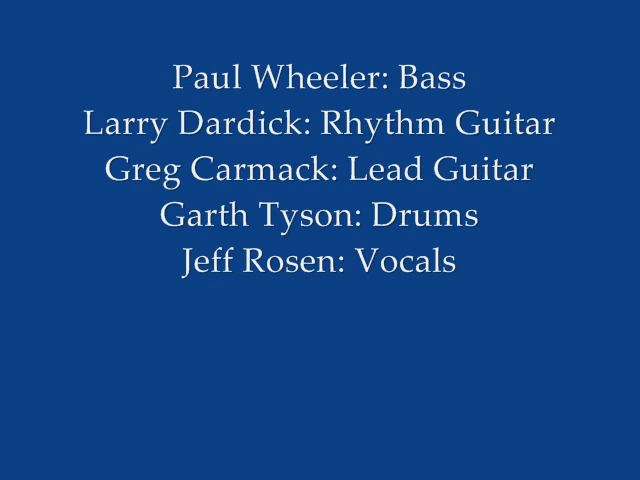 Paul Wheeler: Bass
Larry Dardick: Rhythm Guitar
Greg Carmack: Lead Guitar
Garth Tyson: Drums
Jeff Rosen: Vocals